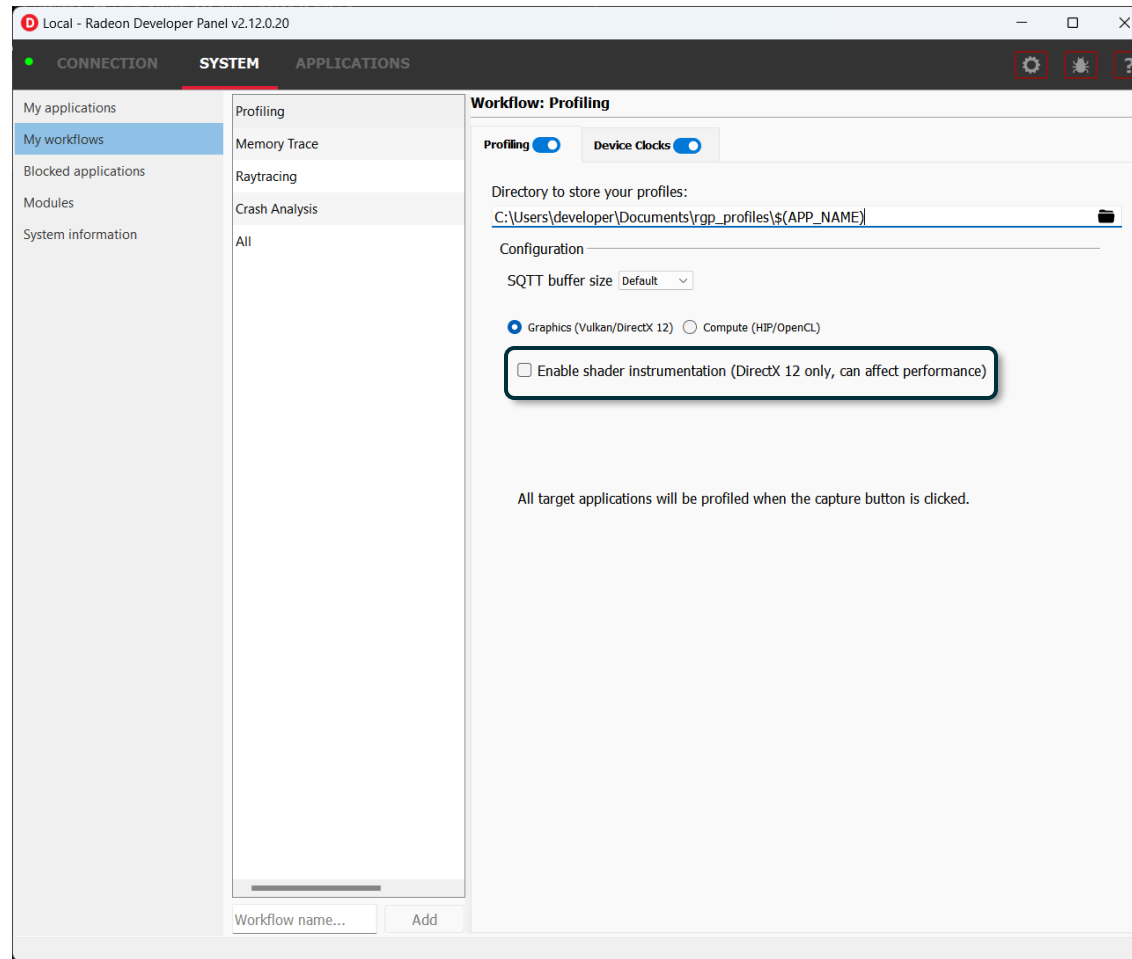 D Local - Radeon Developer Panel v2.12.0.20
CONNECTION SYSTEM APPLICATIONS ?
My applications
My workflows
Blocked applications
Modules
System information
Profiling
Memory Trace
Raytracing
Crash Analysis
All
Workflow name... Add
Workflow: Profiling
Profiling Device Clocks
Directory to store your profiles:
C:\Users\developer\Documents\rgp_profiles\$(APP_NAME)
Configuration
SQTT buffer size Default
Graphics (Vulkan/DirectX 12) Compute (HIP/OpenCL)
Enable shader instrumentation (DirectX 12 only, can affect performance)
All target applications will be profiled when the capture button is clicked.